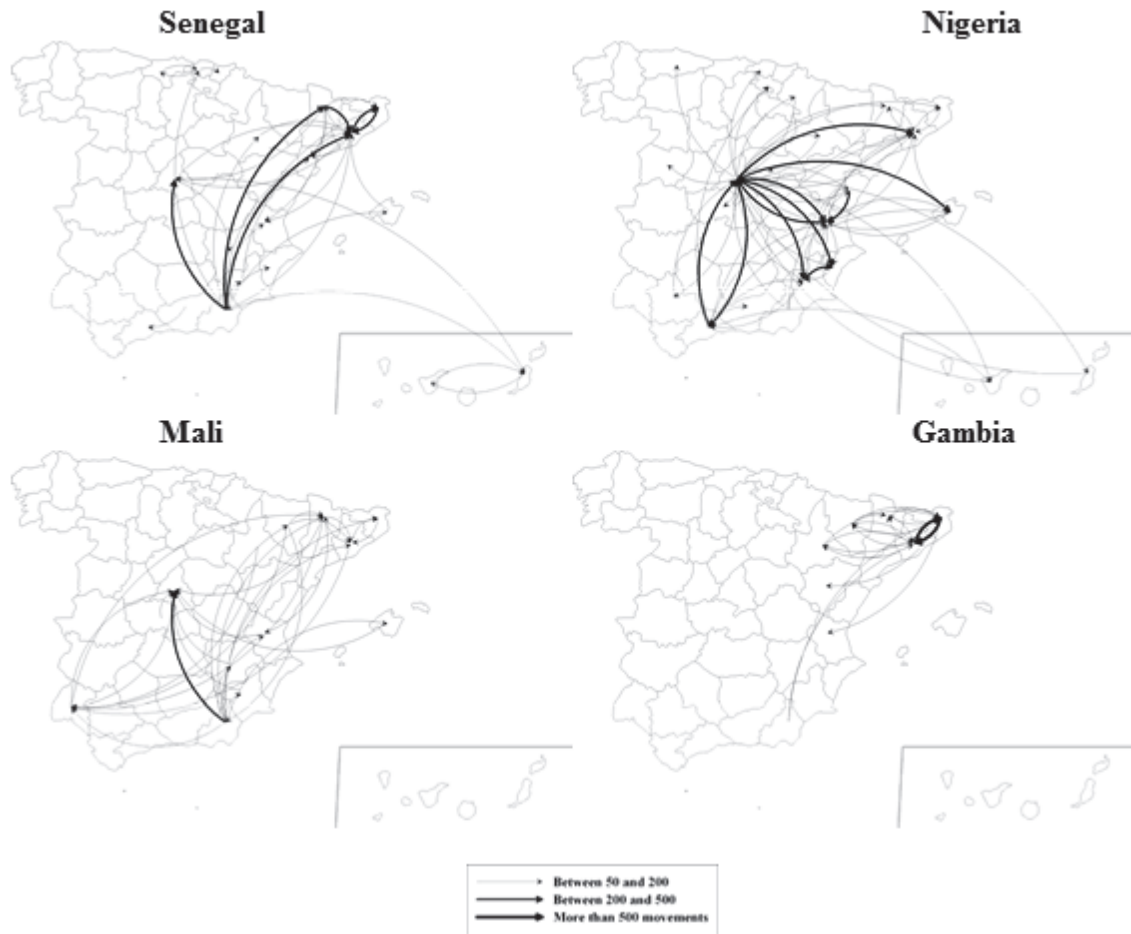 Senegal
Nigeria
Mali
Gambia
Between 50 and 200
Between 200 and 500
More than 500 movements